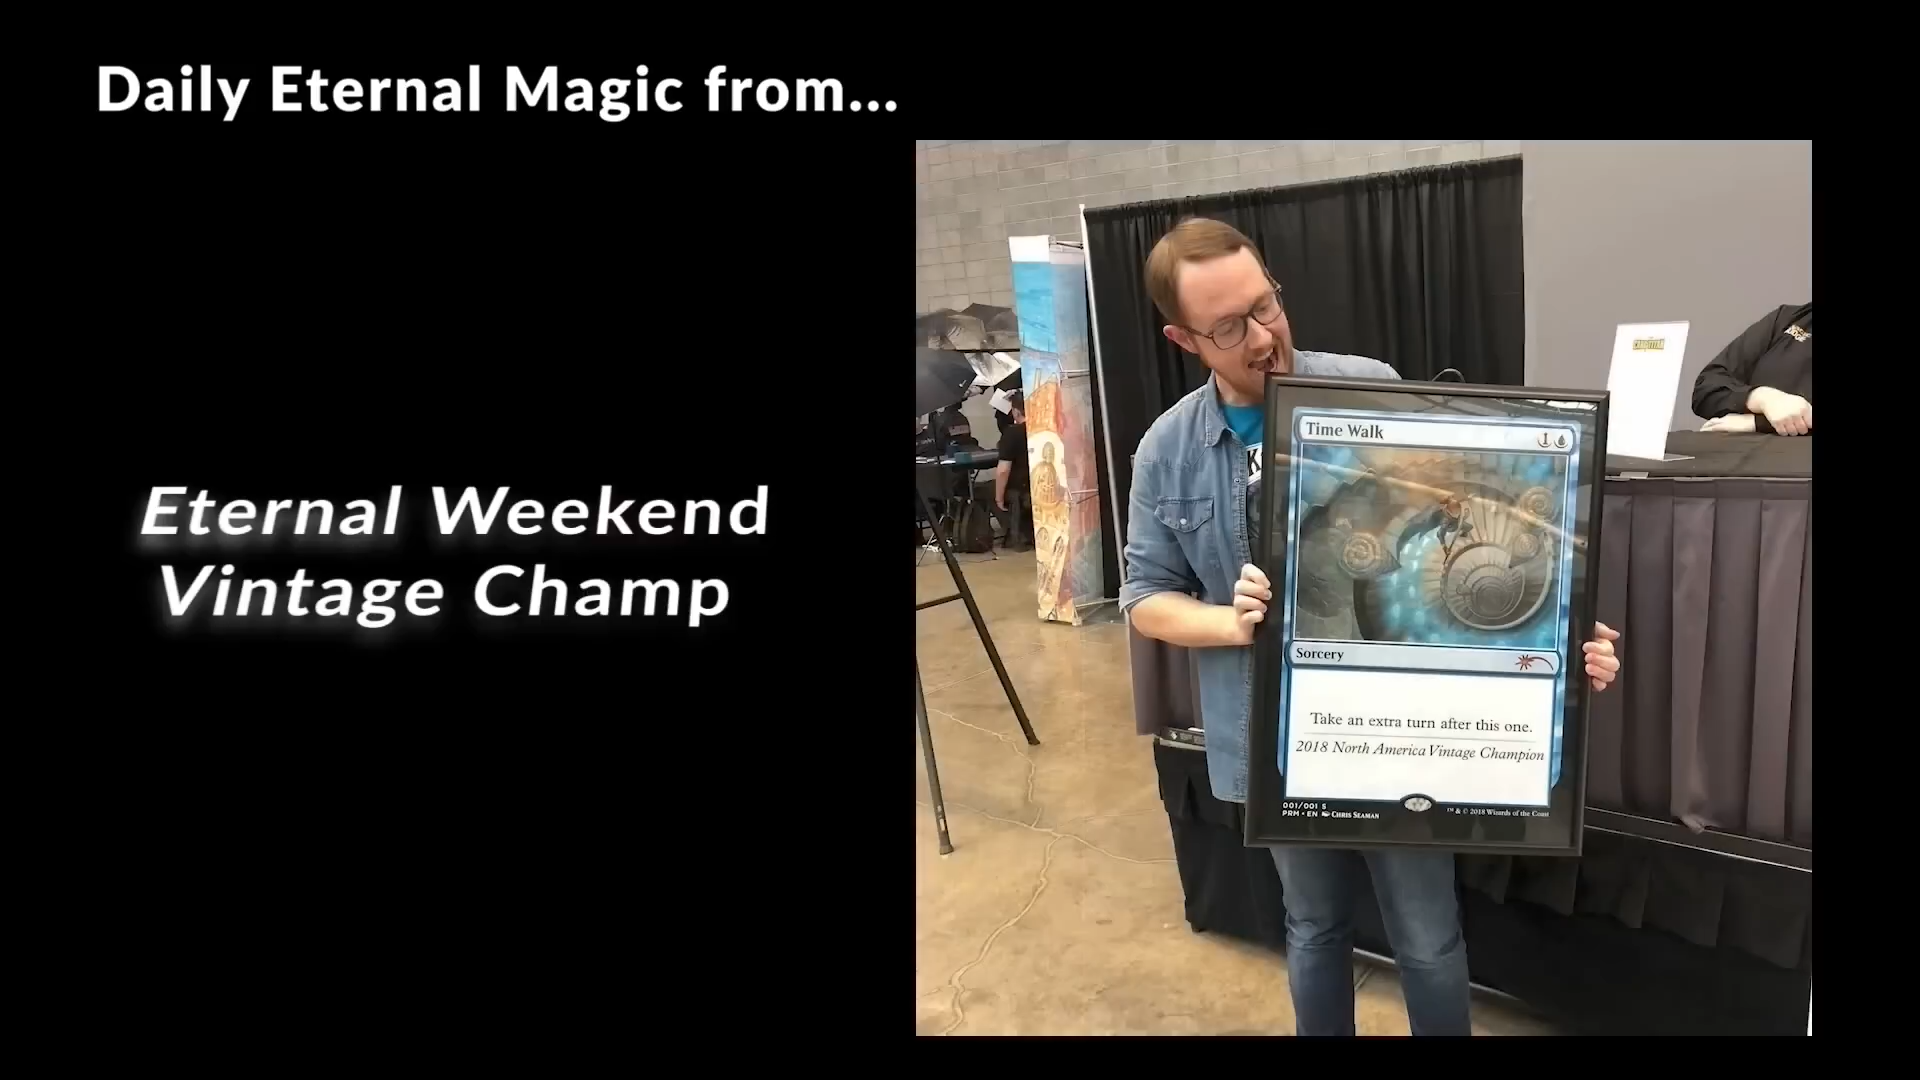 Daily Eternal Magic from...
Eternal Weekend
Vintage Champ
Time Walk
1
Sorcery
Take an extra turn after this one.
2018 North America Vintage Champion
001/001 S
PRM • EN CHRIS SEAMAN
™ & © 2018 Wizards of the Coast